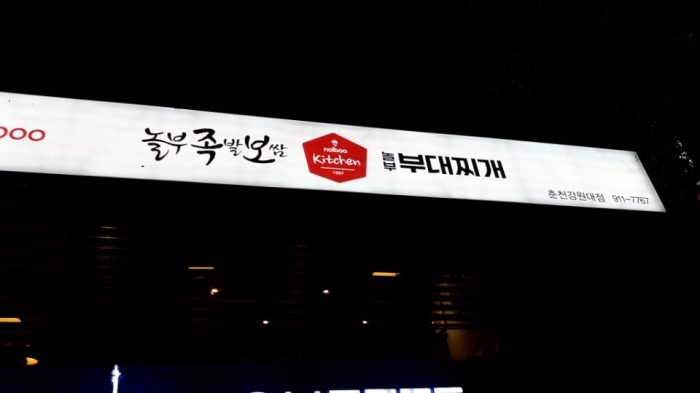 놀부족발보쌈
nolboo
Kitchen
1987
놀부 부대찌개
춘천강원대점 911-7767